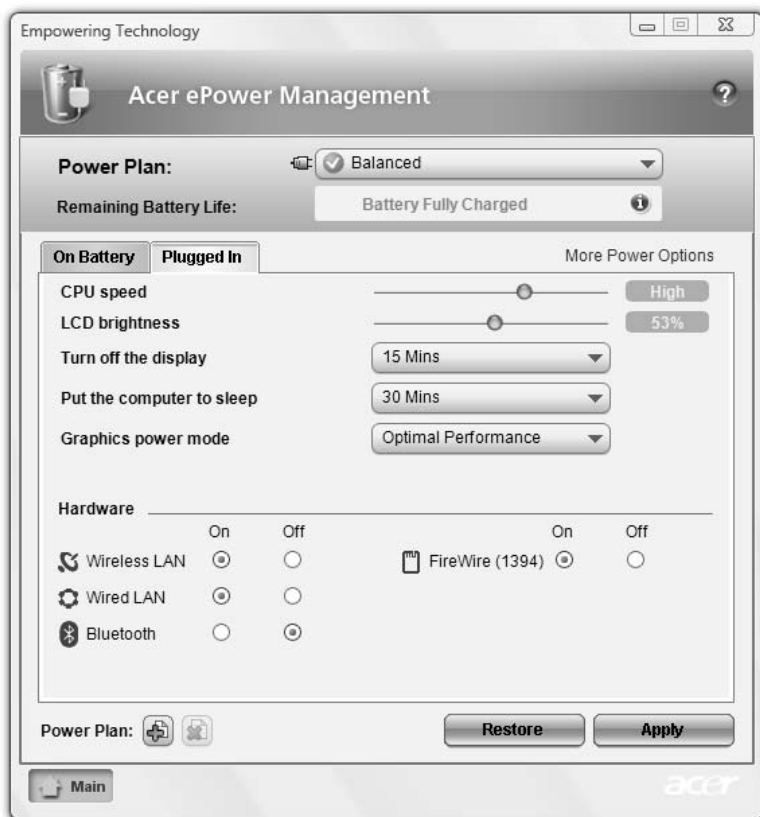 Empowering Technology
Acer ePower Management
?
Power Plan: Balanced
Remaining Battery Life: Battery Fully Charged
On Battery Plugged In More Power Options
CPU speed High
LCD brightness 53%
Turn off the display 15 Mins
Put the computer to sleep 30 Mins
Graphics power mode Optimal Performance
Hardware
On Off On Off
Wireless LAN FireWire (1394)
Wired LAN
Bluetooth
Power Plan: Restore Apply
Main acer